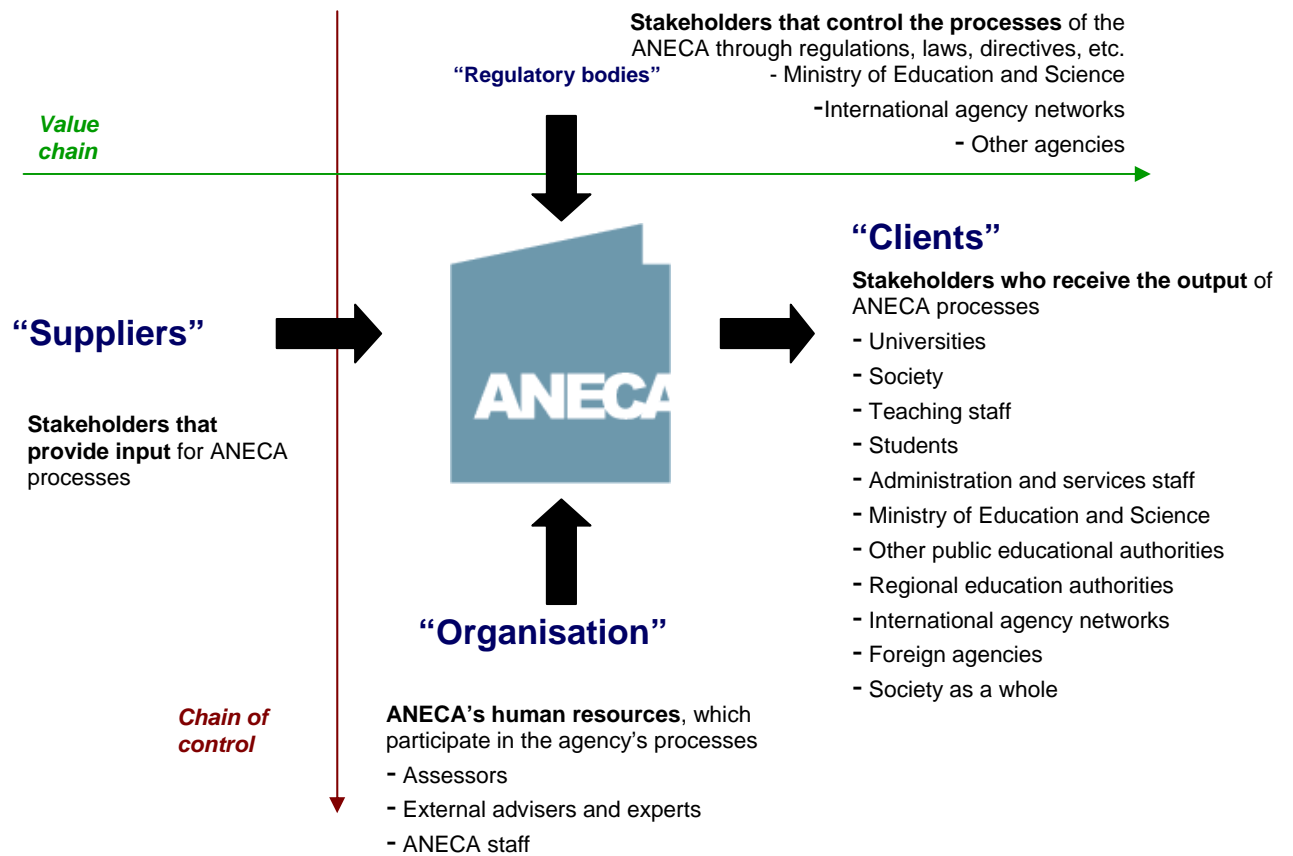 Stakeholders that control the processes of the
ANECA through regulations, laws, directives, etc.
“Regulatory bodies”
- Ministry of Education and Science
-International agency networks
- Other agencies
Value
chain
“Clients”
Stakeholders who receive the output of
ANECA processes
- Universities
- Society
- Teaching staff
- Students
- Administration and services staff
- Ministry of Education and Science
- Other public educational authorities
- Regional education authorities
- International agency networks
- Foreign agencies
- Society as a whole
“Suppliers”
Stakeholders that
provide input for ANECA
processes
ANECA
“Organisation”
ANECA’s human resources, which
participate in the agency’s processes
- Assessors
- External advisers and experts
- ANECA staff
Chain of
control